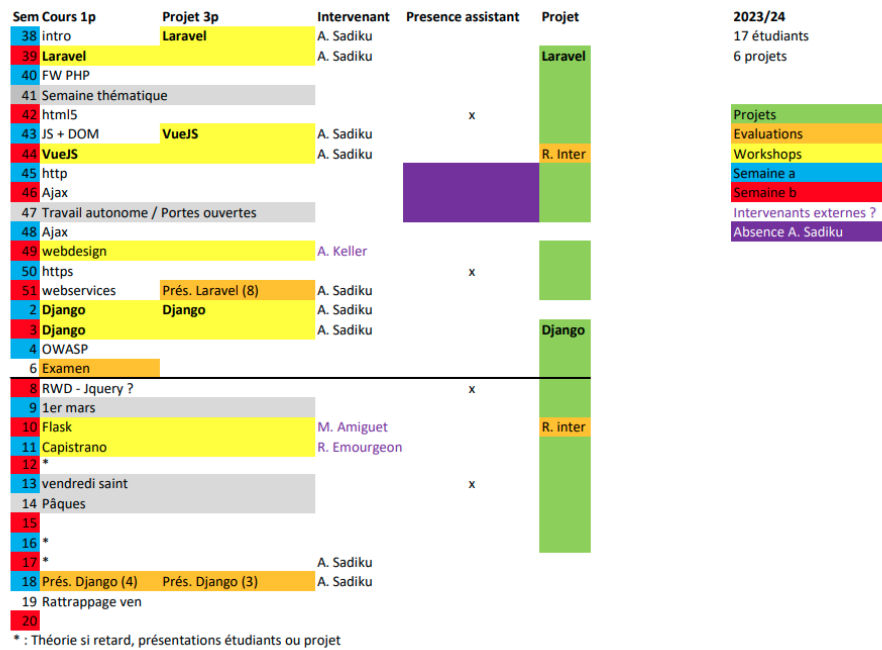 Sem Cours 1p Projet 3p Intervenant Presence assistant Projet 2023/24
38 intro Laravel A. Sadiku 17 étudiants
39 Laravel A. Sadiku Laravel 6 projets
40 FW PHP
41 Semaine thématique
42 html5 x Projets
43 JS + DOM VueJS A. Sadiku Evaluations
44 VueJS A. Sadiku R. Inter Workshops
45 http Semaine a
46 Ajax Semaine b
47 Travail autonome / Portes ouvertes Intervenants externes ?
48 Ajax Absence A. Sadiku
49 webdesign A. Keller
50 https x
51 webservices Prés. Laravel (8) A. Sadiku
2 Django Django A. Sadiku
3 Django A. Sadiku Django
4 OWASP
6 Examen
8 RWD - Jquery ? x
9 1er mars
10 Flask M. Amiguet R. inter
11 Capistrano R. Emourgeon
12 *
13 vendredi saint x
14 Pâques
15
16 *
17 * A. Sadiku
18 Prés. Django (4) Prés. Django (3) A. Sadiku
19 Rattrappage ven
20
* : Théorie si retard, présentations étudiants ou projet